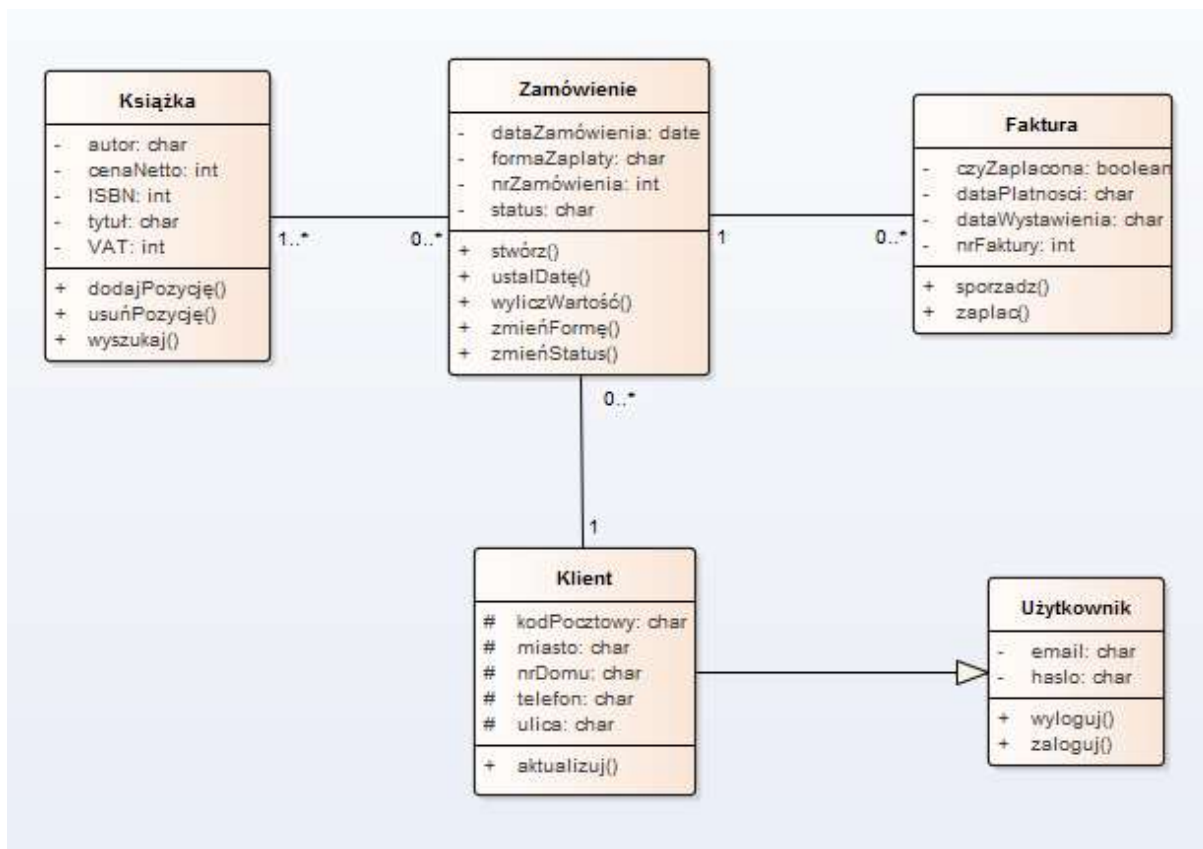 Książka
- autor: char
- cenaNetto: int
- ISBN: int
- tytuł: char
- VAT: int
+ dodajPozycję()
+ usuńPozycję()
+ wyszukaj()
1..*
0..*
Zamówienie
- dataZamówienia: date
- formaZaplaty: char
- nrZamówienia: int
- status: char
+ stwórz()
+ ustalDatę()
+ wyliczWartość()
+ zmieńFormę()
+ zmieńStatus()
1
0..*
Faktura
- czyZaplacona: boolean
- dataPlatnosci: char
- dataWystawienia: char
- nrFaktury: int
+ sporzadz()
+ zaplac()
0..*
1
Klient
# kodPocztowy: char
# miasto: char
# nrDomu: char
# telefon: char
# ulica: char
+ aktualizuj()
Użytkownik
- email: char
- haslo: char
+ wyloguj()
+ zaloguj()